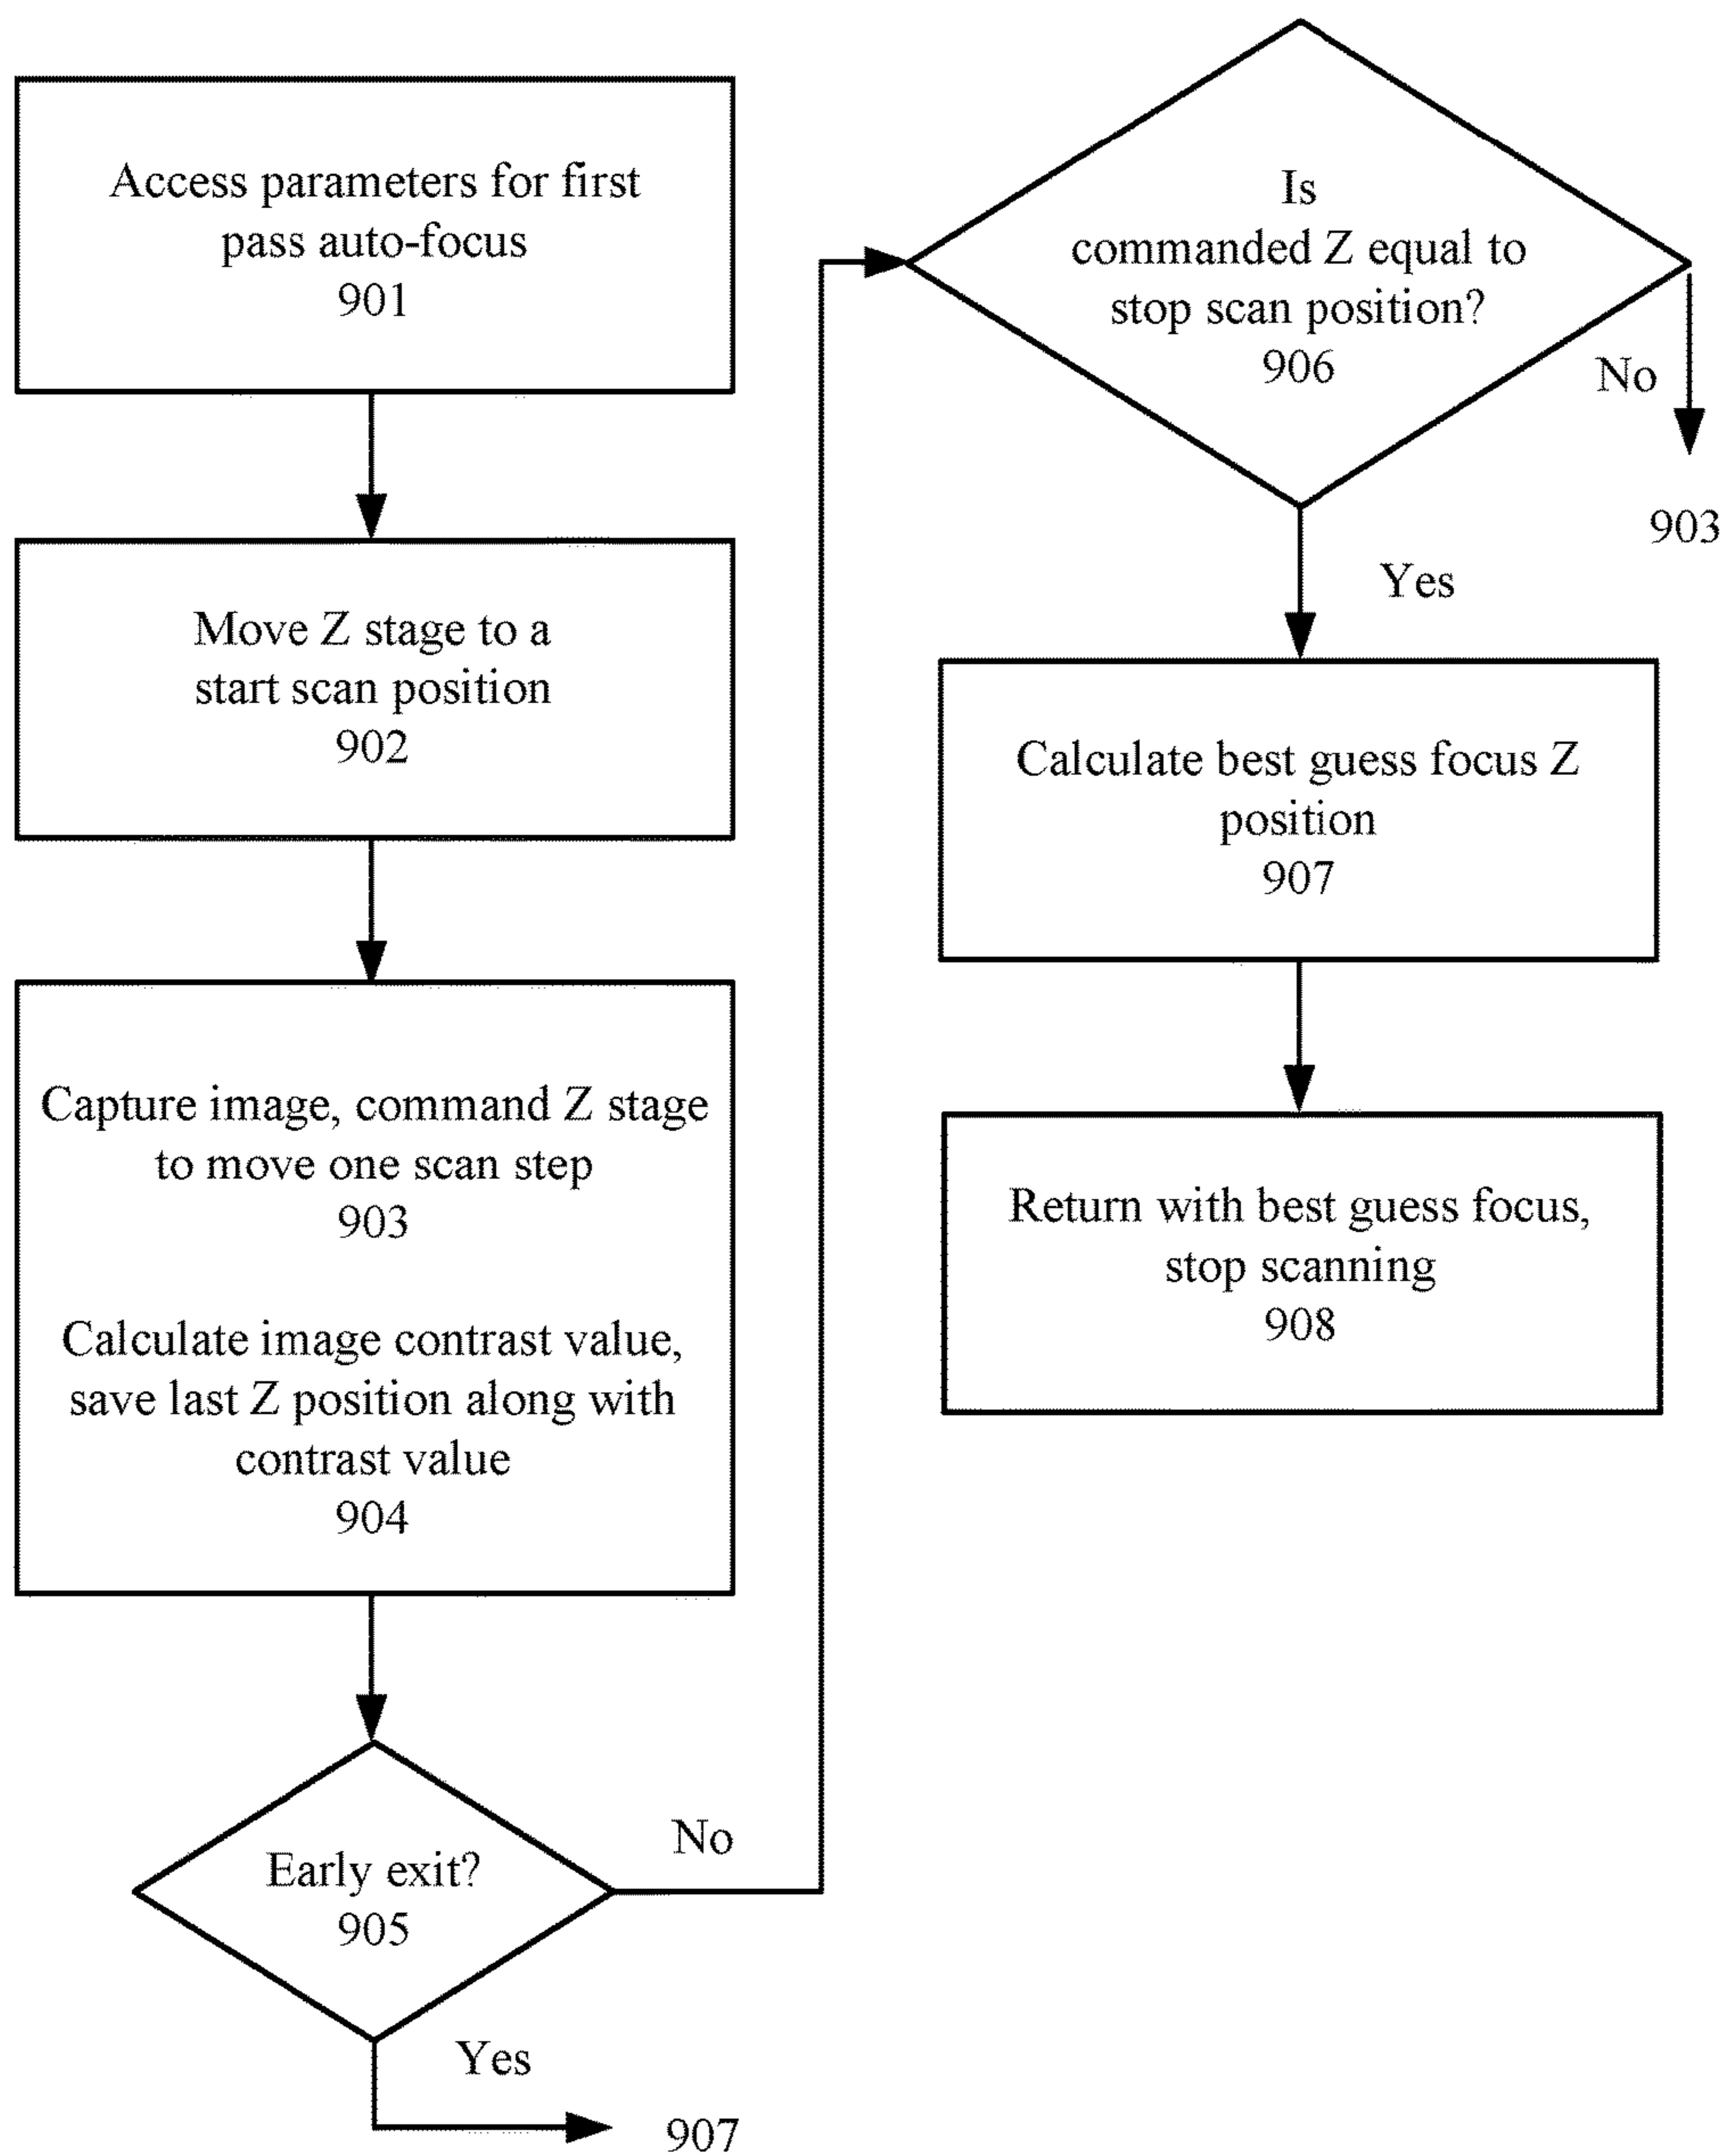 Access parameters for first
pass auto-focus
901
Move Z stage to a
start scan position
902
Capture image, command Z stage
to move one scan step
903
Calculate image contrast value,
save last Z position along with
contrast value
904
Early exit?
905
No
Yes
907
Is
commanded Z equal to
stop scan position?
906
No
903
Yes
Calculate best guess focus Z
position
907
Return with best guess focus,
stop scanning
908